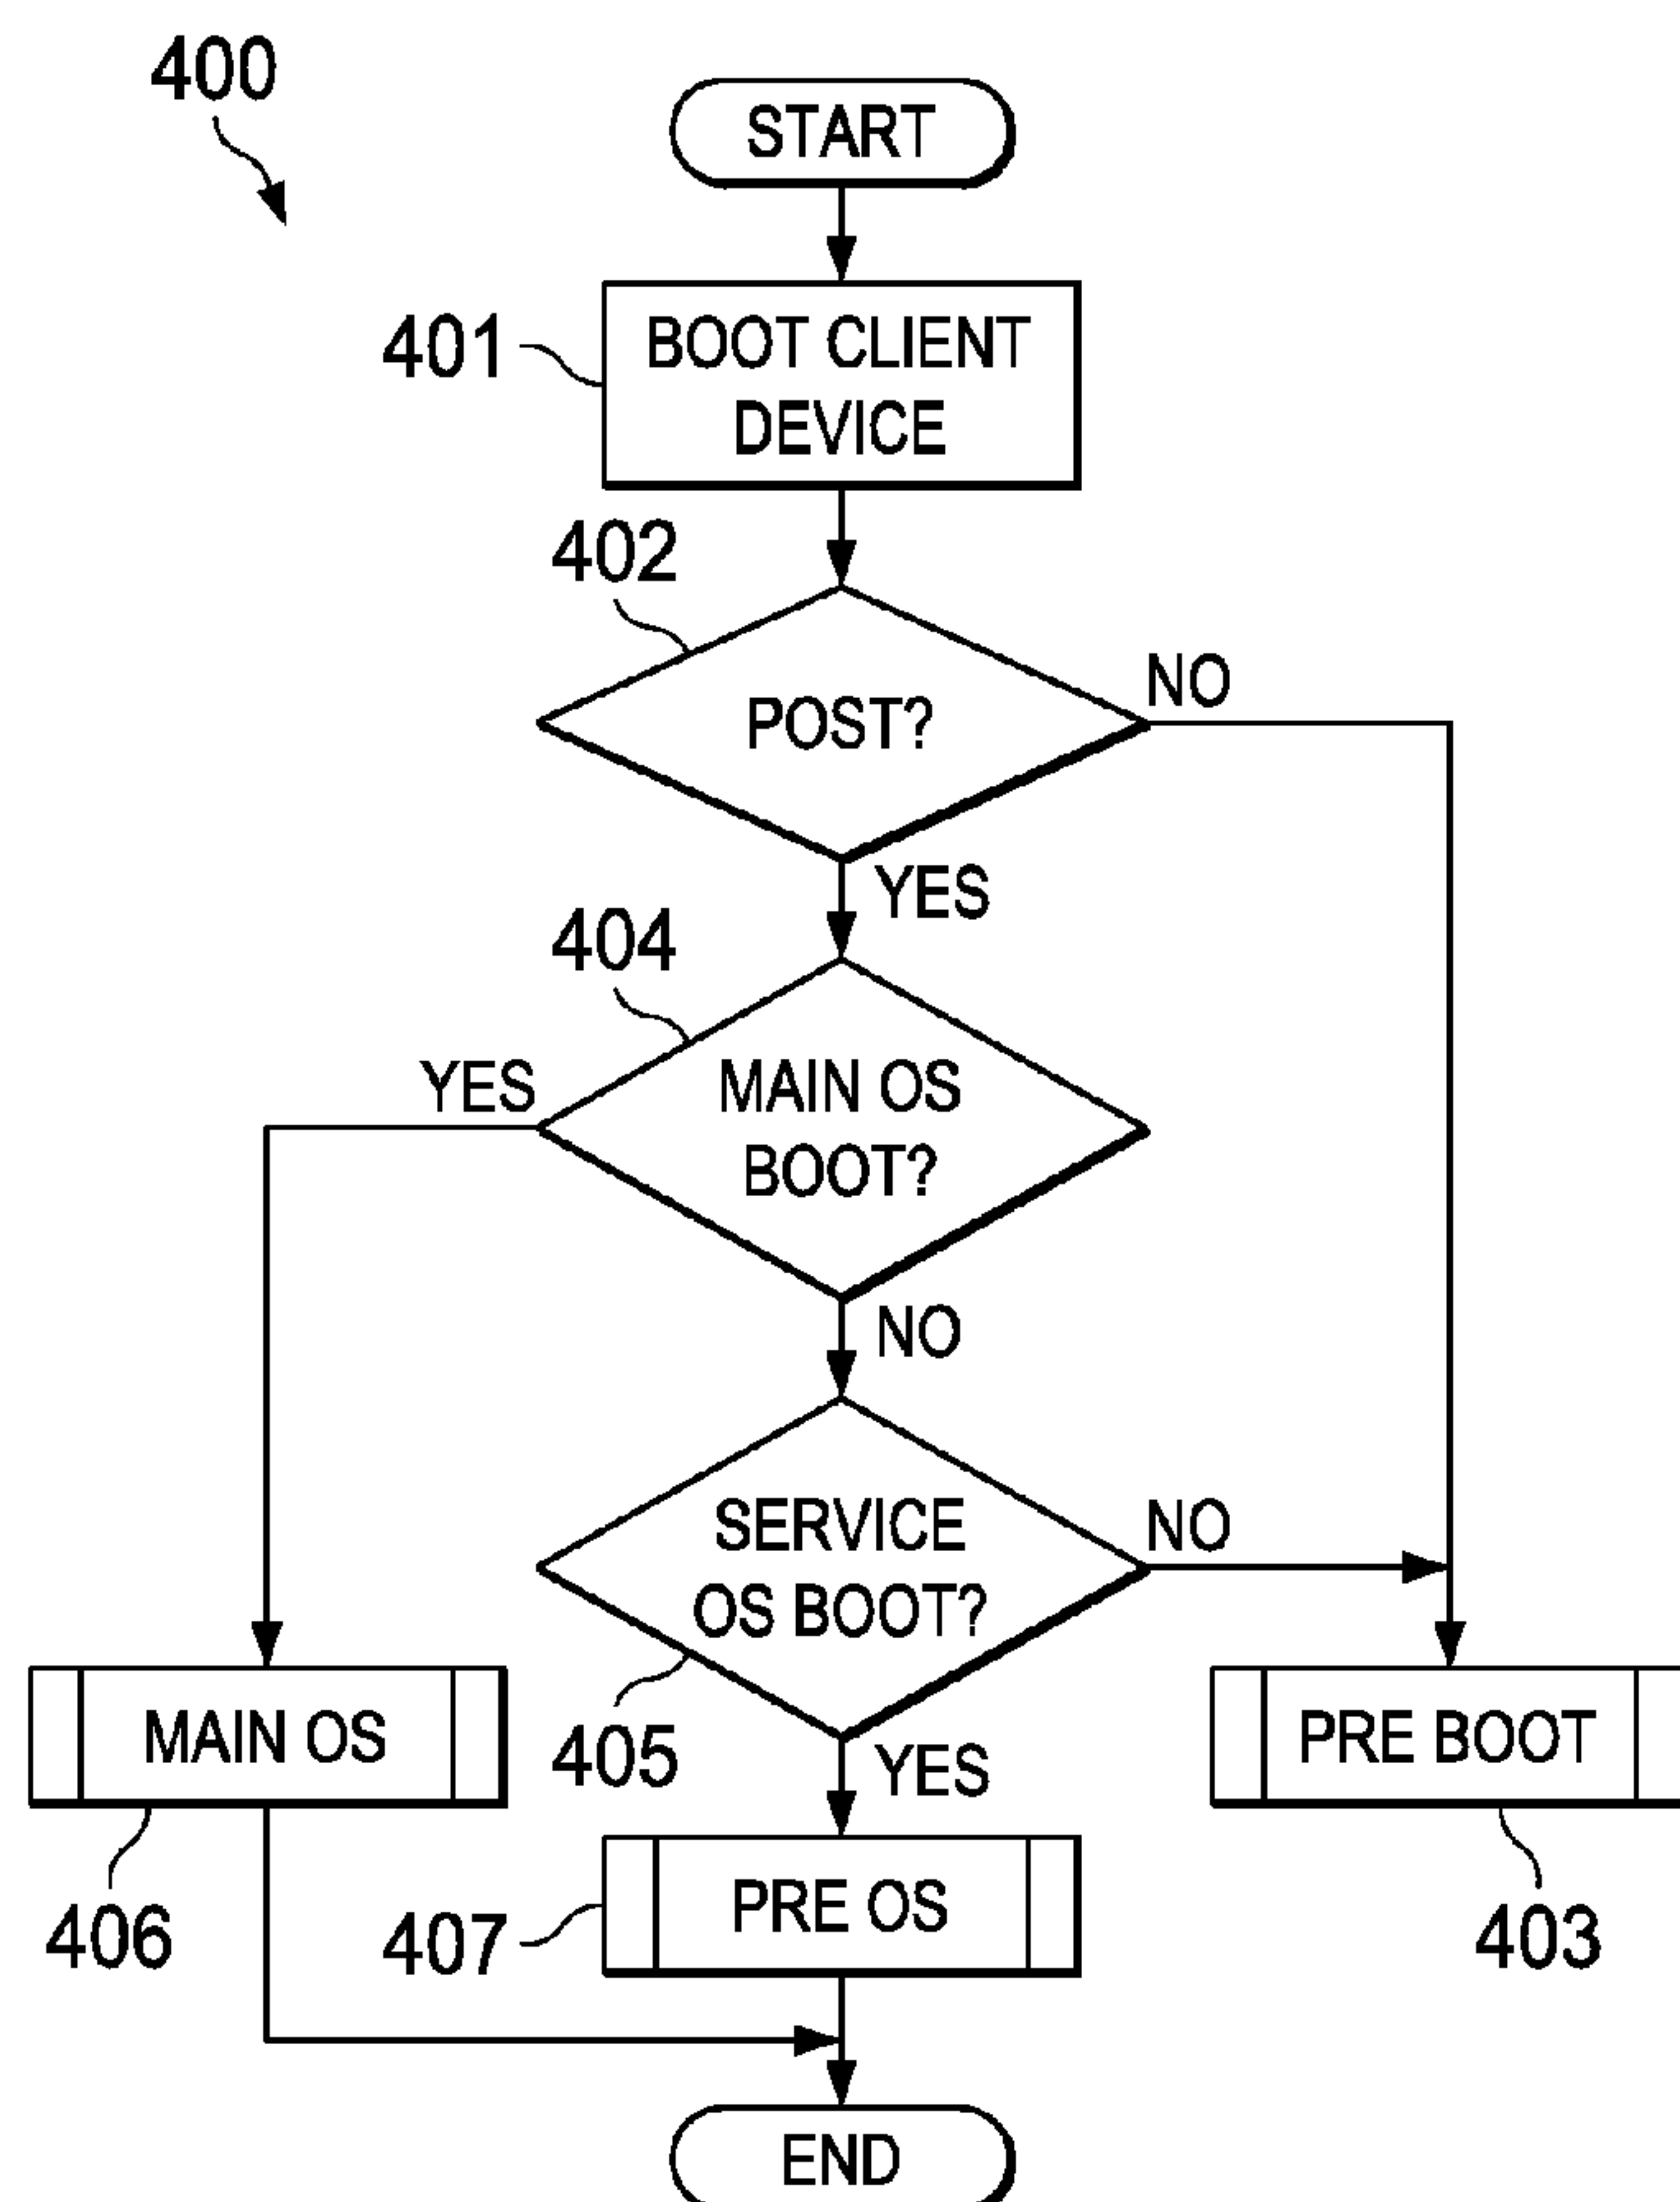 400
START
401
BOOT CLIENT
DEVICE
402
POST?
NO
YES
404
YES
MAIN OS
BOOT?
NO
SERVICE
OS BOOT?
NO
405
YES
MAIN OS
406
PRE BOOT
403
PRE OS
407
END